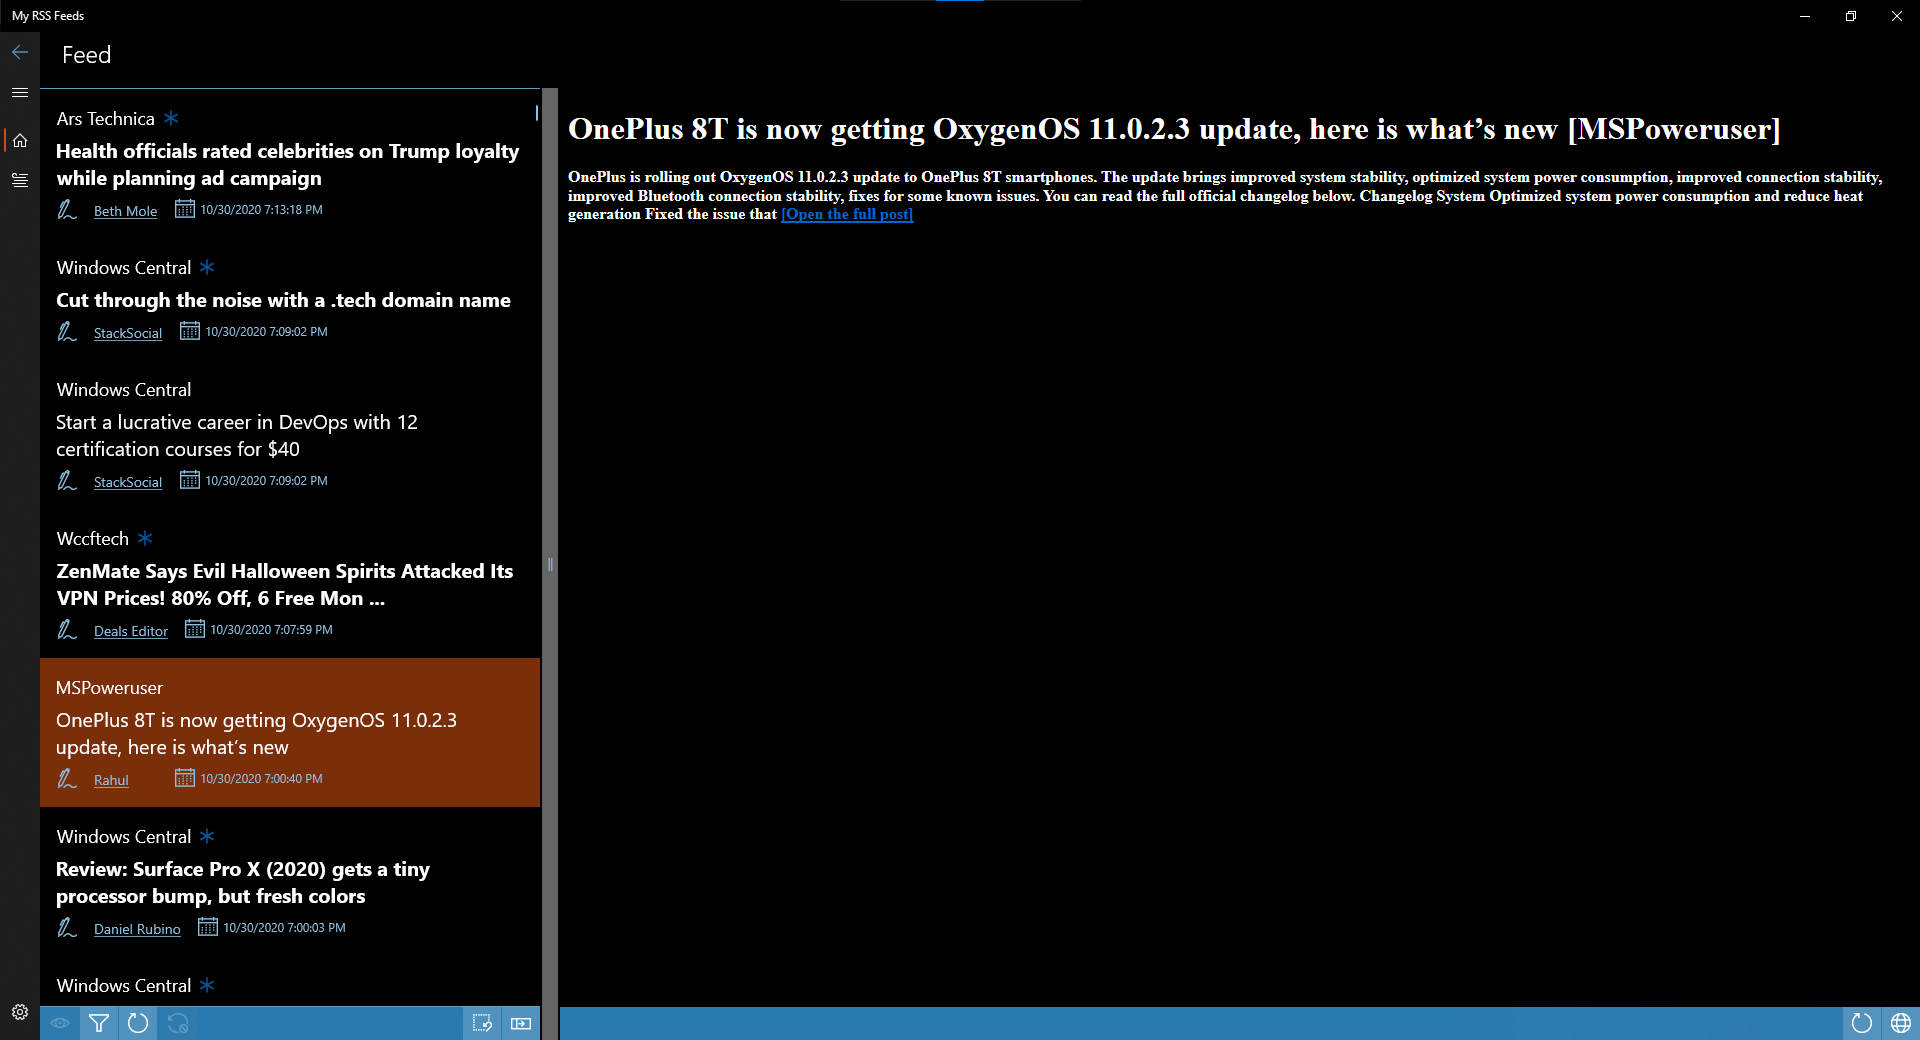 My RSS Feeds
Feed
Ars Technica
Health officials rated celebrities on Trump loyalty
while planning ad campaign
Beth Mole 10/30/2020 7:13:18 PM
Windows Central
Cut through the noise with a .tech domain name
StackSocial 10/30/2020 7:09:02 PM
Windows Central
Start a lucrative career in DevOps with 12
certification courses for $40
StackSocial 10/30/2020 7:09:02 PM
Wccftech
ZenMate Says Evil Halloween Spirits Attacked Its
VPN Prices! 80% Off, 6 Free Mon ...
Deals Editor 10/30/2020 7:07:59 PM
MSPoweruser
OnePlus 8T is now getting OxygenOS 11.0.2.3
update, here is what’s new
Rahul 10/30/2020 7:00:40 PM
Windows Central
Review: Surface Pro X (2020) gets a tiny
processor bump, but fresh colors
Daniel Rubino 10/30/2020 7:00:03 PM
Windows Central
OnePlus 8T is now getting OxygenOS 11.0.2.3 update, here is what’s new [MSPoweruser]
OnePlus is rolling out OxygenOS 11.0.2.3 update to OnePlus 8T smartphones. The update brings improved system stability, optimized system power consumption, improved connection stability,
improved Bluetooth connection stability, fixes for some known issues. You can read the full official changelog below. Changelog System Optimized system power consumption and reduce heat
generation Fixed the issue that [Open the full post]